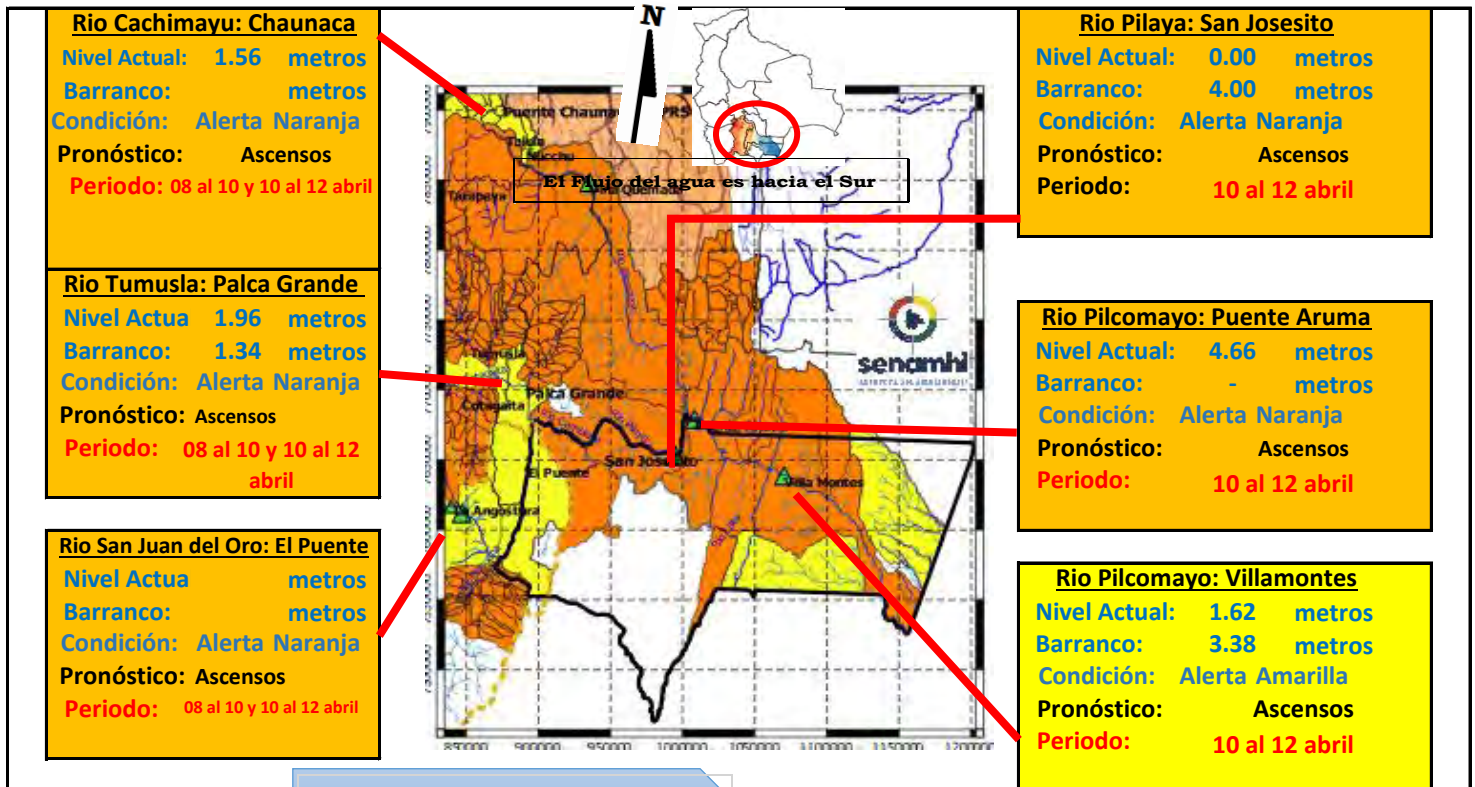 Rio Cachimayu: Chaunaca
Nivel Actual: 1.56 metros
Barranco: metros
Condición: Alerta Naranja
Pronóstico: Ascensos
Periodo: 08 al 10 y 10 al 12 abril
Rio Tumusla: Palca Grande
Nivel Actua 1.96 metros
Barranco: 1.34 metros
Condición: Alerta Naranja
Pronóstico: Ascensos
Periodo: 08 al 10 y 10 al 12
abril
Rio San Juan del Oro: El Puente
Nivel Actua metros
Barranco: metros
Condición: Alerta Naranja
Pronóstico: Ascensos
Periodo: 08 al 10 y 10 al 12 abril
N
Puente Chauna
Talula
Nucchu
El Flujo del agua es hacia el Sur
Quemada
Tarapaya
senamhi
Tumusla
Palca Grande
Cotagaita
San Josesito
El Puente
Villa Montes
La Angostura
850000 900000 950000 1000000 1050000 1100000 1150000 1200000
Rio Pilaya: San Josesito
Nivel Actual: 0.00 metros
Barranco: 4.00 metros
Condición: Alerta Naranja
Pronóstico: Ascensos
Periodo: 10 al 12 abril
Rio Pilcomayo: Puente Aruma
Nivel Actual: 4.66 metros
Barranco: - metros
Condición: Alerta Naranja
Pronóstico: Ascensos
Periodo: 10 al 12 abril
Rio Pilcomayo: Villamontes
Nivel Actual: 1.62 metros
Barranco: 3.38 metros
Condición: Alerta Amarilla
Pronóstico: Ascensos
Periodo: 10 al 12 abril